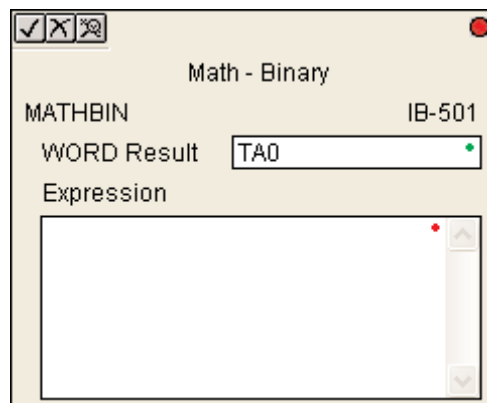 Math - Binary
MATHBIN IB-501
WORD Result TA0
Expression